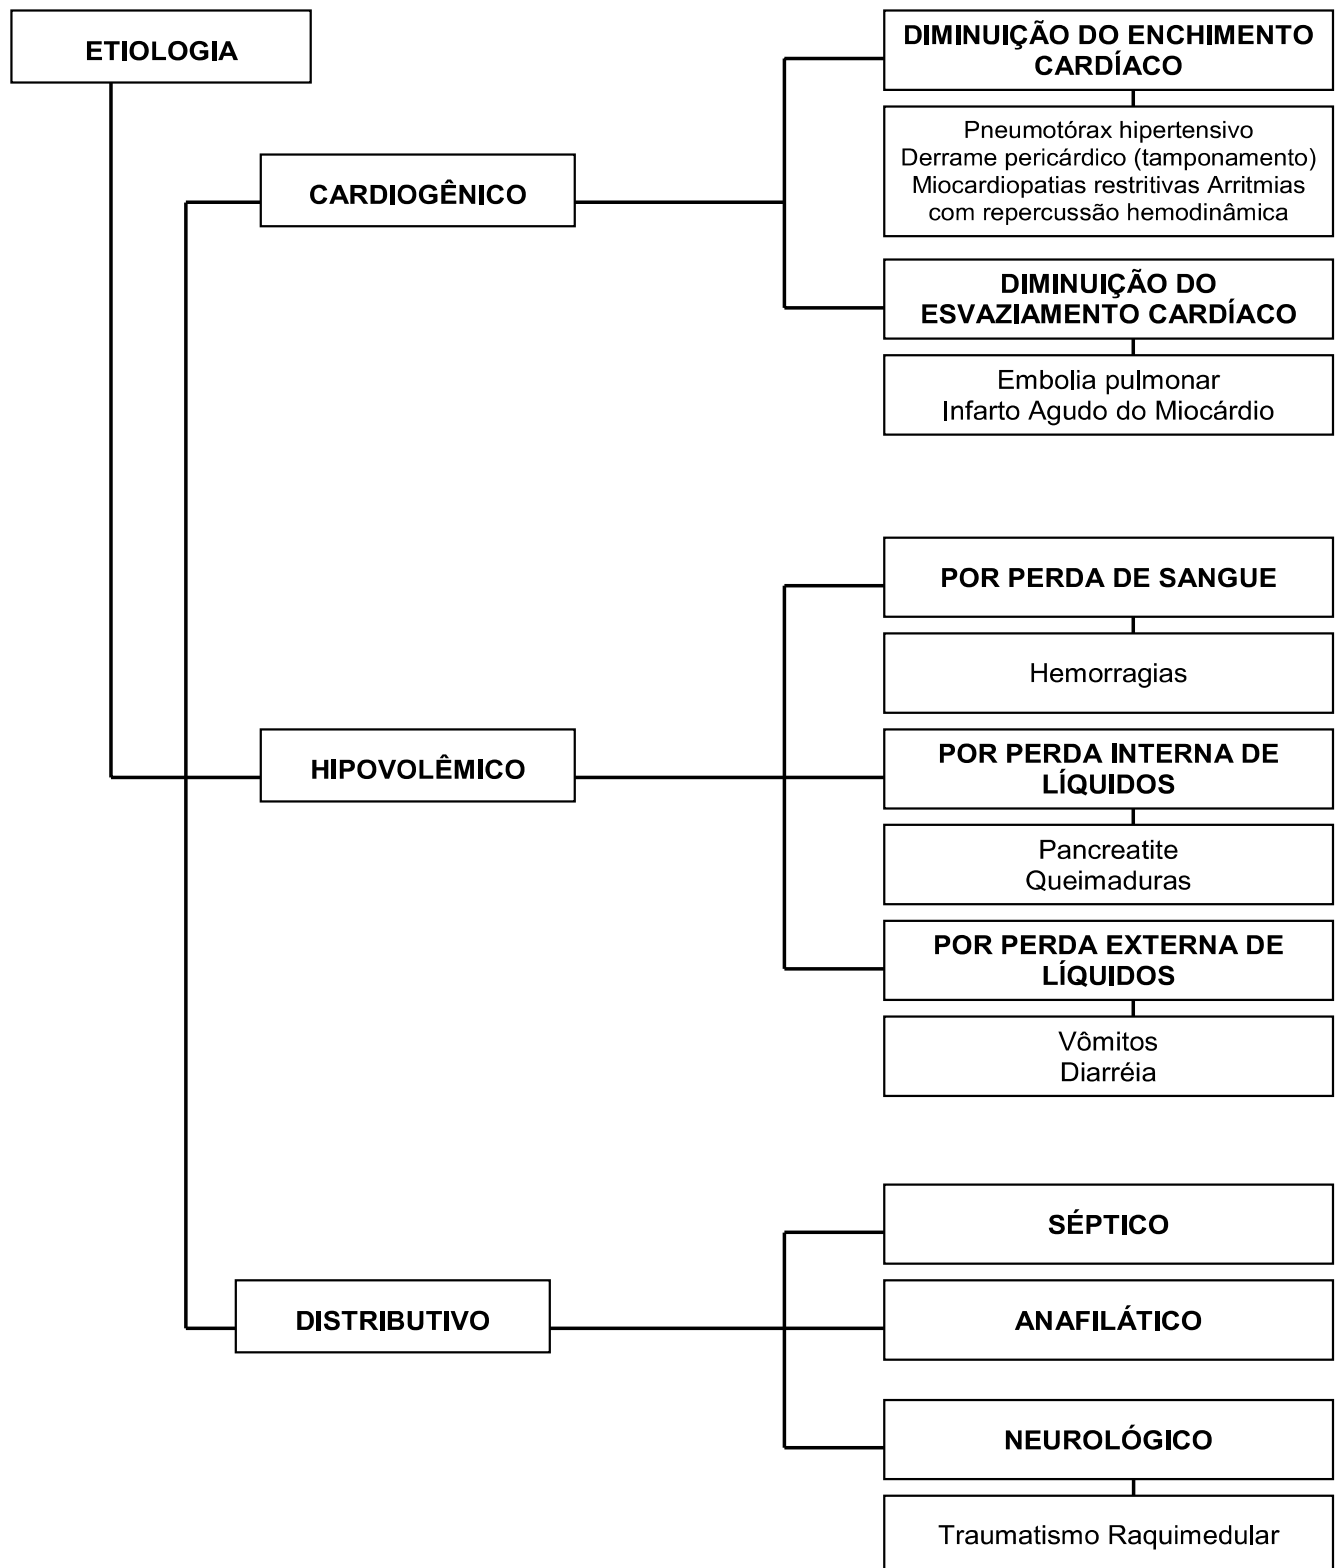 ETIOLOGIA
DIMINUIÇÃO DO ENCHIMENTO
CARDÍACO
Pneumotórax hipertensivo
Derrame pericárdico (tamponamento)
Miocardiopatias restritivas Arritmias
com repercussão hemodinâmica
CARDIOGÊNICO
DIMINUIÇÃO DO
ESVAZIAMENTO CARDÍACO
Embolia pulmonar
Infarto Agudo do Miocárdio
POR PERDA DE SANGUE
Hemorragias
HIPOVOLÊMICO
POR PERDA INTERNA DE
LÍQUIDOS
Pancreatite
Queimaduras
POR PERDA EXTERNA DE
LÍQUIDOS
Vômitos
Diarréia
SÉPTICO
DISTRIBUTIVO
ANAFILÁTICO
NEUROLÓGICO
Traumatismo Raquimedular